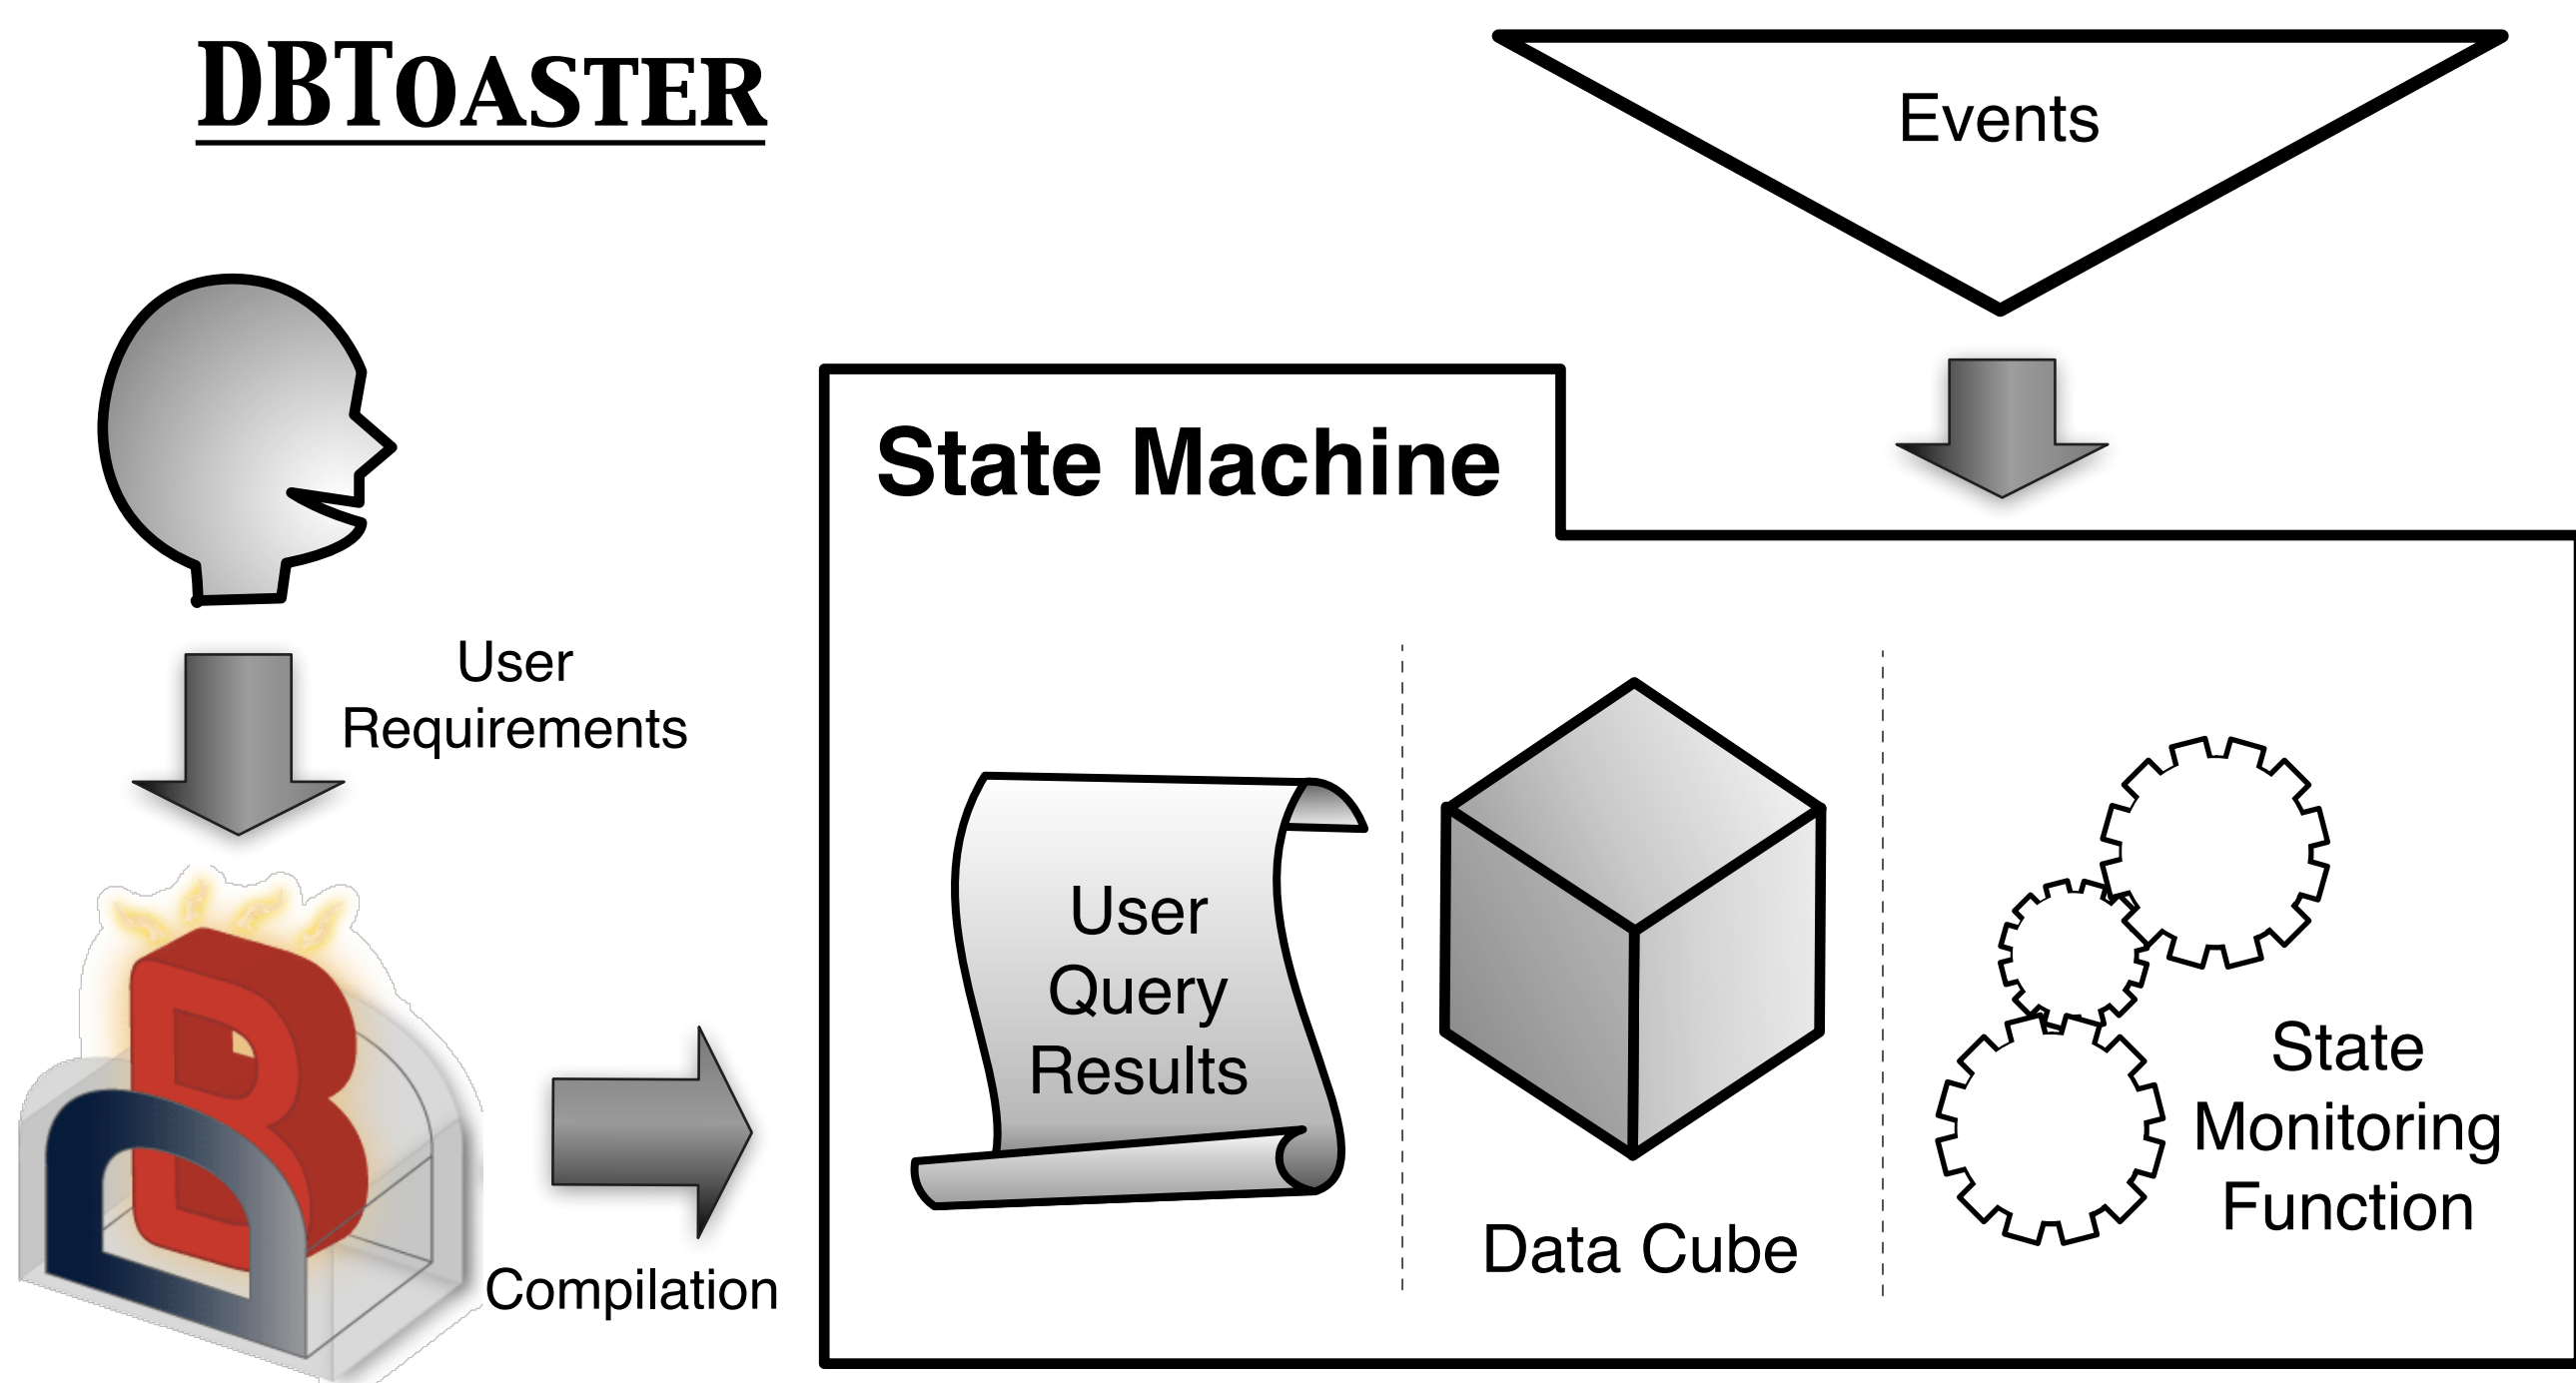 DBTOASTER
Events
State Machine
User
Requirements
User
Query
Results
Data Cube
State
Monitoring
Function
Compilation